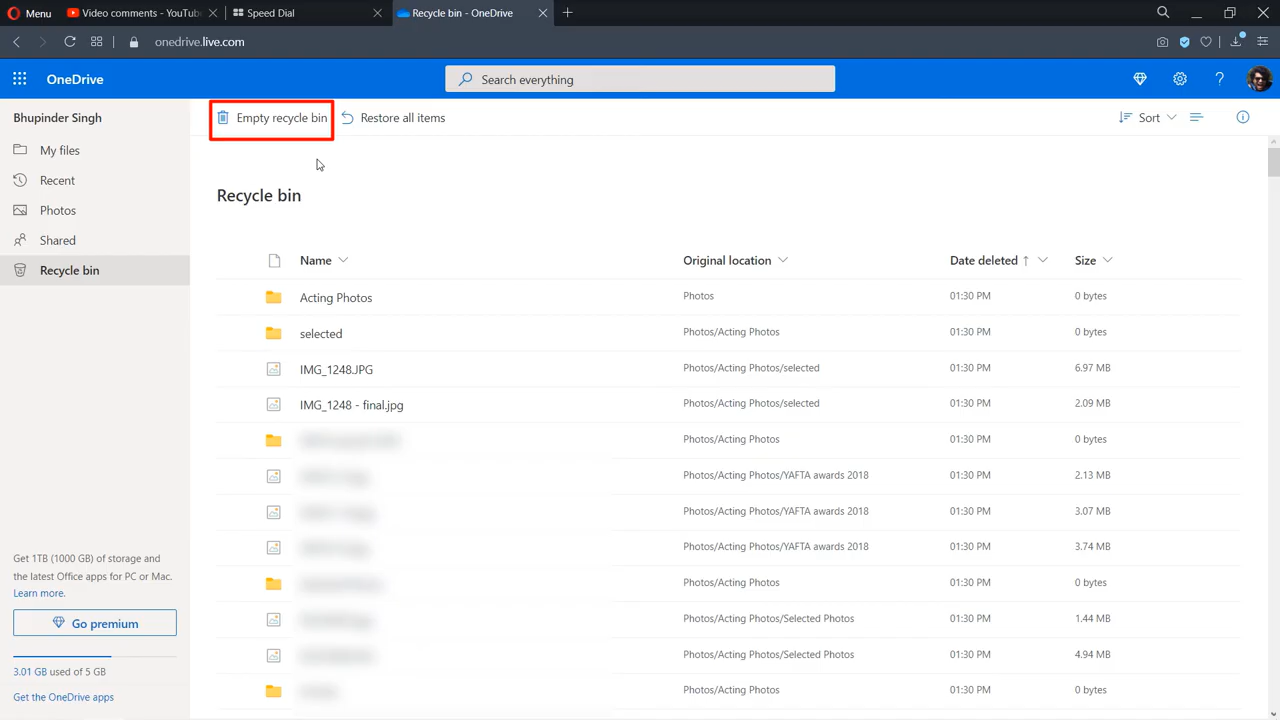 Menu
Video comments - YouTube
Speed Dial
Recycle bin - OneDrive
onedrive.live.com
OneDrive
Search everything
?
Bhupinder Singh
Empty recycle bin
Restore all items
Sort
My files
Recent
Photos
Shared
Recycle bin
Recycle bin
Name Original location Date deleted Size
Acting Photos Photos 01:30 PM 0 bytes
selected Photos/Acting Photos 01:30 PM 0 bytes
IMG_1248.JPG Photos/Acting Photos/selected 01:30 PM 6.97 MB
IMG_1248 - final.jpg Photos/Acting Photos/selected 01:30 PM 2.09 MB
Photos/Acting Photos 01:30 PM 0 bytes
Photos/Acting Photos/YAFTA awards 2018 01:30 PM 2.13 MB
Photos/Acting Photos/YAFTA awards 2018 01:30 PM 3.07 MB
Photos/Acting Photos/YAFTA awards 2018 01:30 PM 3.74 MB
Photos/Acting Photos 01:30 PM 0 bytes
Photos/Acting Photos/Selected Photos 01:30 PM 1.44 MB
Photos/Acting Photos/Selected Photos 01:30 PM 4.94 MB
Photos/Acting Photos 01:30 PM 0 bytes
Get 1TB (1000 GB) of storage and
the latest Office apps for PC or Mac.
Learn more.
Go premium
3.01 GB used of 5 GB
Get the OneDrive apps